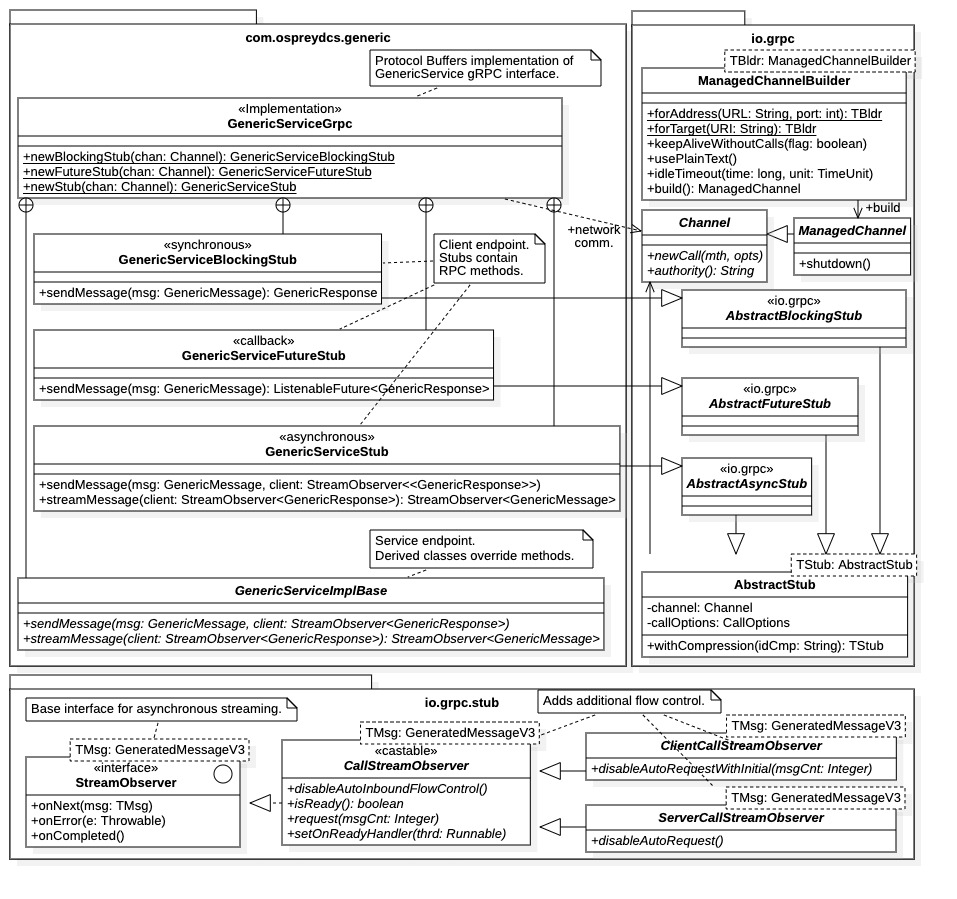 com.ospreydcs.generic
Protocol Buffers implementation of
GenericService gRPC interface.
«Implementation»
GenericServiceGrpc
+newBlockingStub(chan: Channel): GenericServiceBlockingStub
+newFutureStub(chan: Channel): GenericServiceFutureStub
+newStub(chan: Channel): GenericServiceStub
«synchronous»
GenericServiceBlockingStub
+sendMessage(msg: GenericMessage): GenericResponse
Client endpoint.
Stubs contain
RPC methods.
«callback»
GenericServiceFutureStub
+sendMessage(msg: GenericMessage): ListenableFuture<GenericResponse>
«asynchronous»
GenericServiceStub
+sendMessage(msg: GenericMessage, client: StreamObserver<<GenericResponse>>)
+streamMessage(client: StreamObserver<GenericResponse): StreamObserver<GenericMessage>
Service endpoint.
Derived classes override methods.
GenericServiceImplBase
+sendMessage(msg: GenericMessage, client: StreamObserver<GenericResponse>)
+streamMessage(client: StreamObserver<GenericResponse>): StreamObserver<GenericMessage>
+network
comm.
io.grpc
TBldr: ManagedChannelBuilder
ManagedChannelBuilder
+forAddress(URL: String, port: int): TBldr
+forTarget(URI: String): TBldr
+keepAliveWithoutCalls(flag: boolean)
+usePlainText()
+idleTimeout(time: long, unit: TimeUnit)
+build(): ManagedChannel
+build
Channel
+newCall(mth, opts)
+authority(): String
ManagedChannel
+shutdown()
«io.grpc»
AbstractBlockingStub
«io.grpc»
AbstractFutureStub
«io.grpc»
AbstractAsyncStub
TStub: AbstractStub
AbstractStub
-channel: Channel
-callOptions: CallOptions
+withCompression(idCmp: String): TStub
io.grpc.stub
Base interface for asynchronous streaming.
TMsg: GeneratedMessageV3
«interface»
StreamObserver
+onNext(msg: TMsg)
+onError(e: Throwable)
+onCompleted()
Adds additional flow control.
TMsg: GeneratedMessageV3
«castable»
CallStreamObserver
+disableAutoInboundFlowControl()
+isReady(): boolean
+request(msgCnt: Integer)
+setOnReadyHandler(thrd: Runnable)
TMsg: GeneratedMessageV3
ClientCallStreamObserver
+disableAutoRequestWithInitial(msgCnt: Integer)
TMsg: GeneratedMessageV3
ServerCallStreamObserver
+disableAutoRequest()